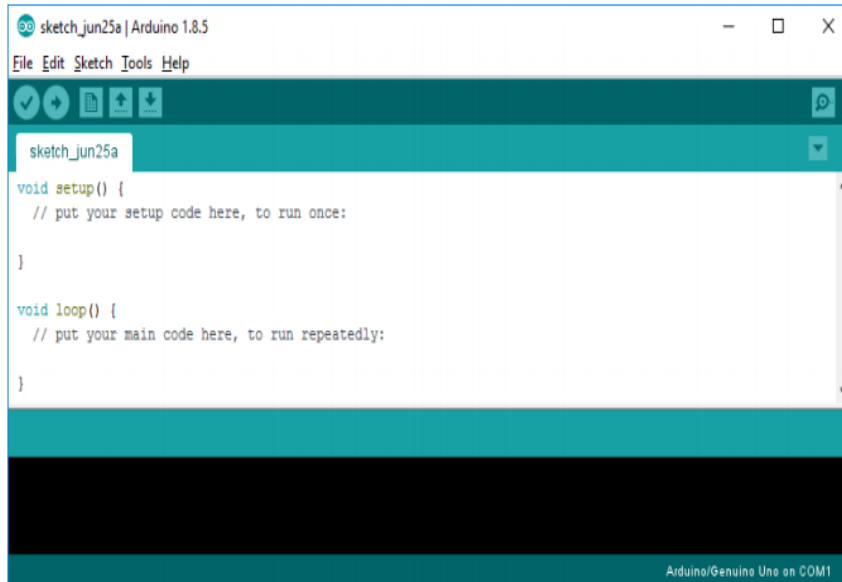 sketch_jun25a | Arduino 1.8.5
File Edit Sketch Tools Help
sketch_jun25a
void setup() {
  // put your setup code here, to run once:
}
void loop() {
  // put your main code here, to run repeatedly:
}
Arduino/Genuino Uno on COM1